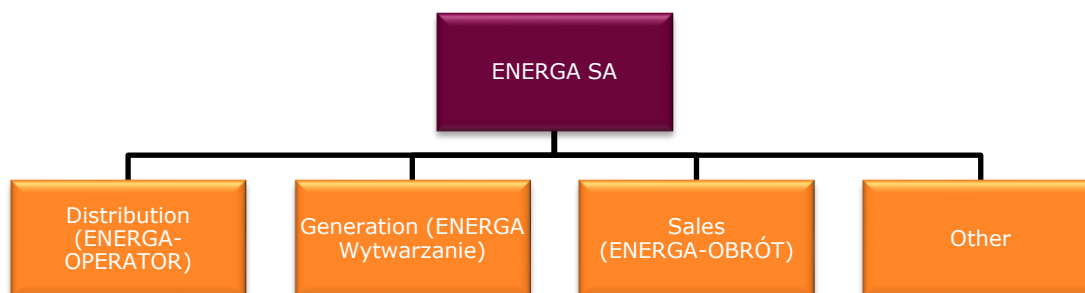 ENERGA SA
Distribution
(ENERGA-
OPERATOR)
Generation (ENERGA
Wytwarzanie)
Sales
(ENERGA-OBRÓT)
Other